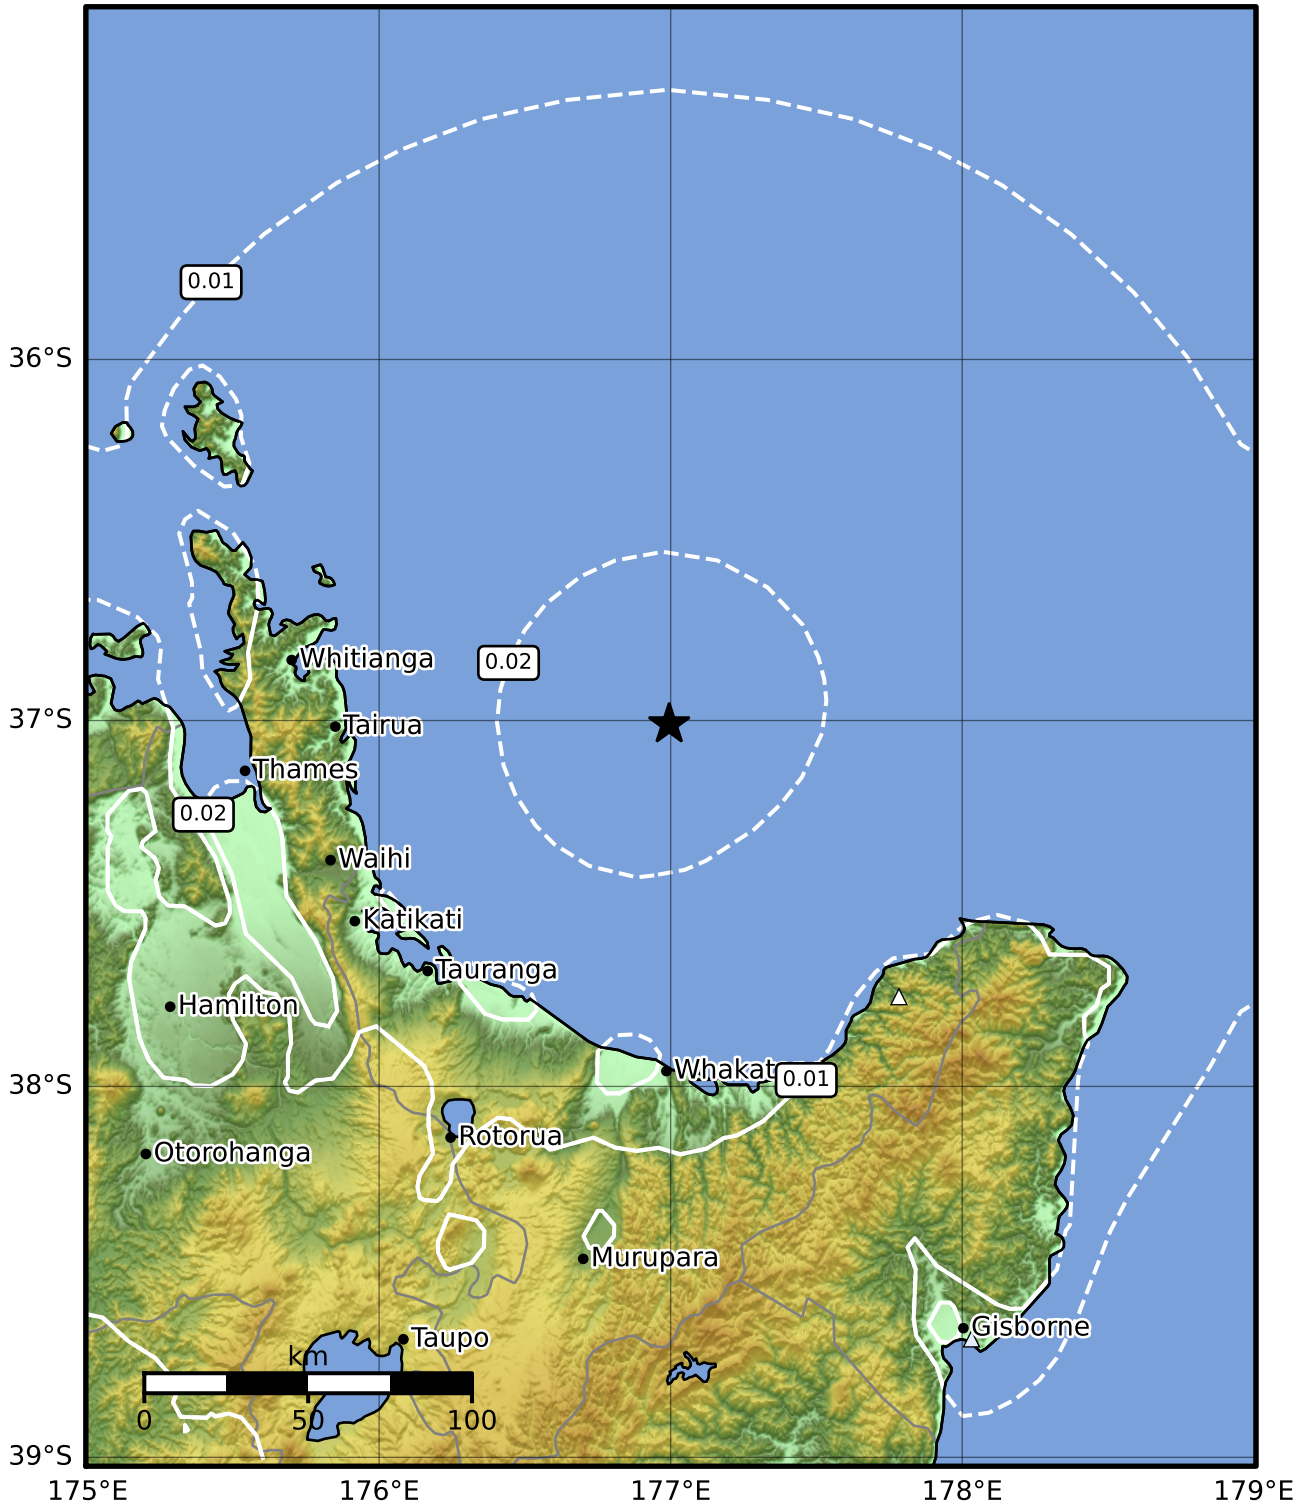 0.01
36°S
Whitianga
0.02
37°S
Tairua
Thames
0.02
Waihi
Katikati
Tauranga
Hamilton
Whakat
0.01
38°S
Rotorua
Otorohanga
Murupara
Gisborne
Taupo
km
0
50
100
39°S
175°E
176°E
177°E
178°E
179°E